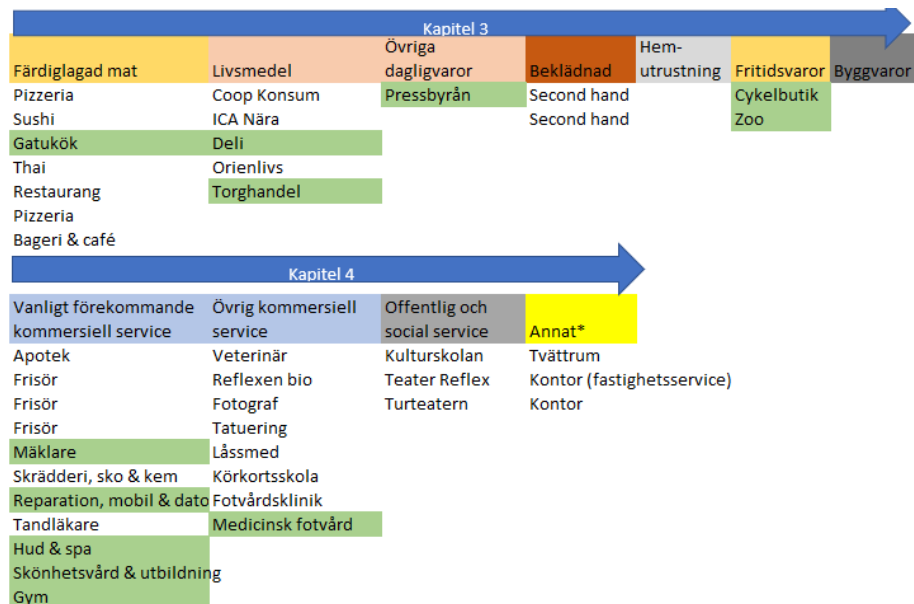 Kapitel 3
Färdiglagad mat Livsmedel Övriga dagligvaror Beklädnad Hem-utrustning Fritidsvaror Byggvaror
Pizzeria Coop Konsum Pressbyrån Second hand Cykelbutik
Sushi ICA Nära Second hand Zoo
Gatukök Deli
Thai Orienlivs
Restaurang Torghandel
Pizzeria
Bageri & café
Kapitel 4
Vanligt förekommande kommersiell service Övrig kommersiell service Offentlig och social service Annat*
Apotek Veterinär Kulturskolan Tvättrum
Frisör Reflexen bio Teater Reflex Kontor (fastighetsservice)
Frisör Fotograf Turteatern Kontor
Frisör Tatuering
Mäklare Låssmed
Skrädderi, sko & kem Körkortsskola
Reparation, mobil & dato Fotvårdsklinik
Tandläkare Medicinsk fotvård
Hud & spa
Skönhetsvård & utbildning
Gym